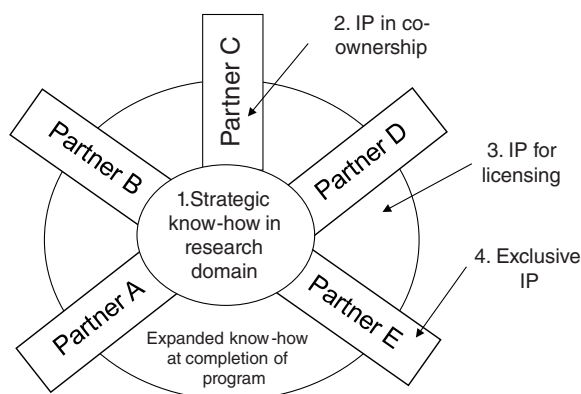 2. IP in co-
ownership
Partner C
Partner B
Partner D
3. IP for
licensing
1.Strategic
know-how in
research
domain
4. Exclusive
IP
Partner A
Partner E
Expanded know-how
at completion of
program